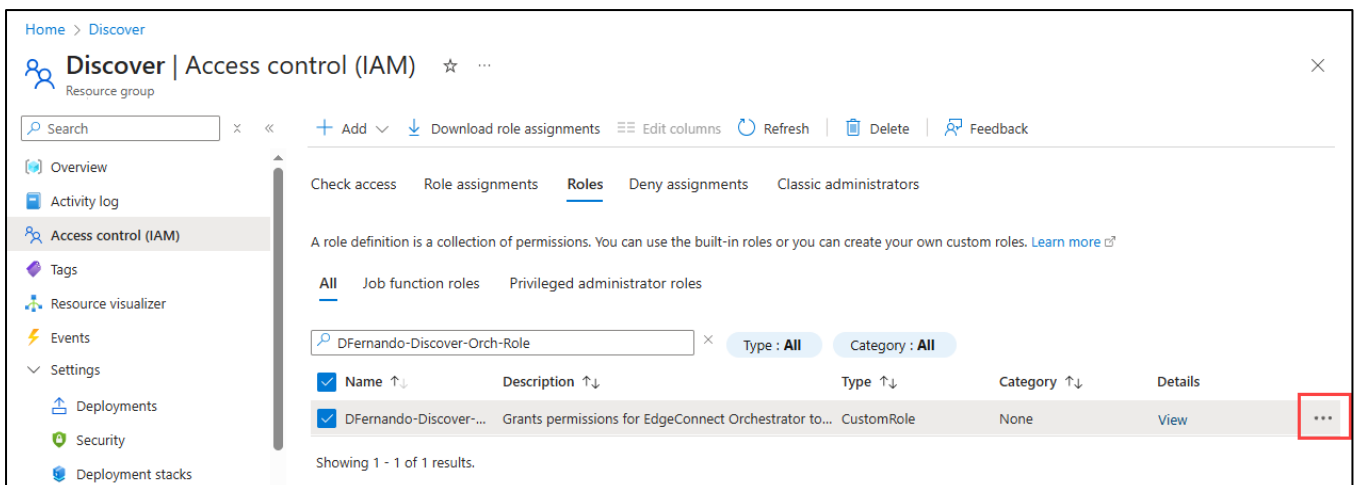 Home > Discover
Discover | Access control (IAM) ☆ ...
Resource group
Search
Add Download role assignments Edit columns Refresh Delete Feedback
Overview
Activity log
Access control (IAM)
Tags
Resource visualizer
Events
Settings
Deployments
Security
Deployment stacks
Check access Role assignments Roles Deny assignments Classic administrators
A role definition is a collection of permissions. You can use the built-in roles or you can create your own custom roles. Learn more
All Job function roles Privileged administrator roles
DFernando-Discover-Orch-Role Type : All Category : All
Name ↑↓ Description ↑↓ Type ↑↓ Category ↑↓ Details
DFernando-Discover-... Grants permissions for EdgeConnect Orchestrator to... CustomRole None View ...
Showing 1 - 1 of 1 results.